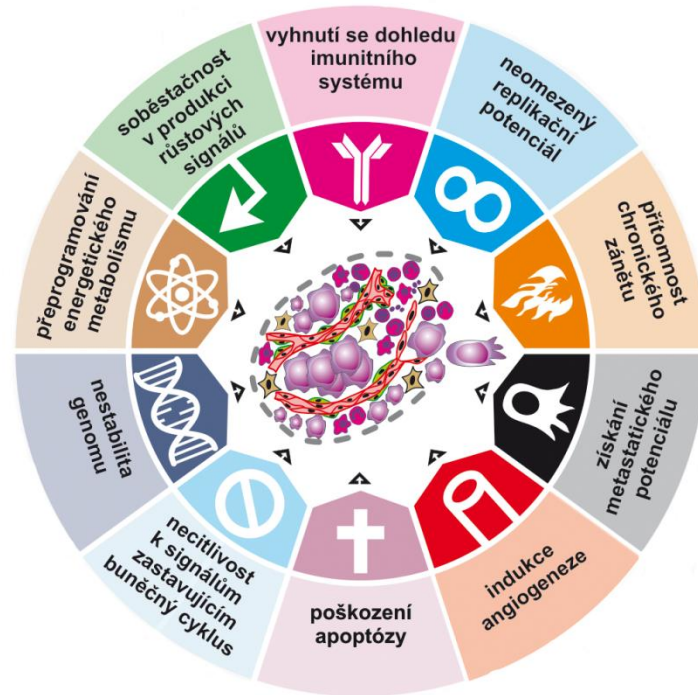 vyhnutí se dohledu
imunitního
systému
neomezený
replikační
potenciál
přítomnost
chronického
zánětu
získání
metastatického
potenciálu
indukce
angiogeneze
poškození
apoptózy
necitlivost
k signálům
zastavujícím
buněčný cyklus
nestabilita
genomu
přeprogramování
energetického
metabolismu
soběstačnost
v produkci
růstových
signálů